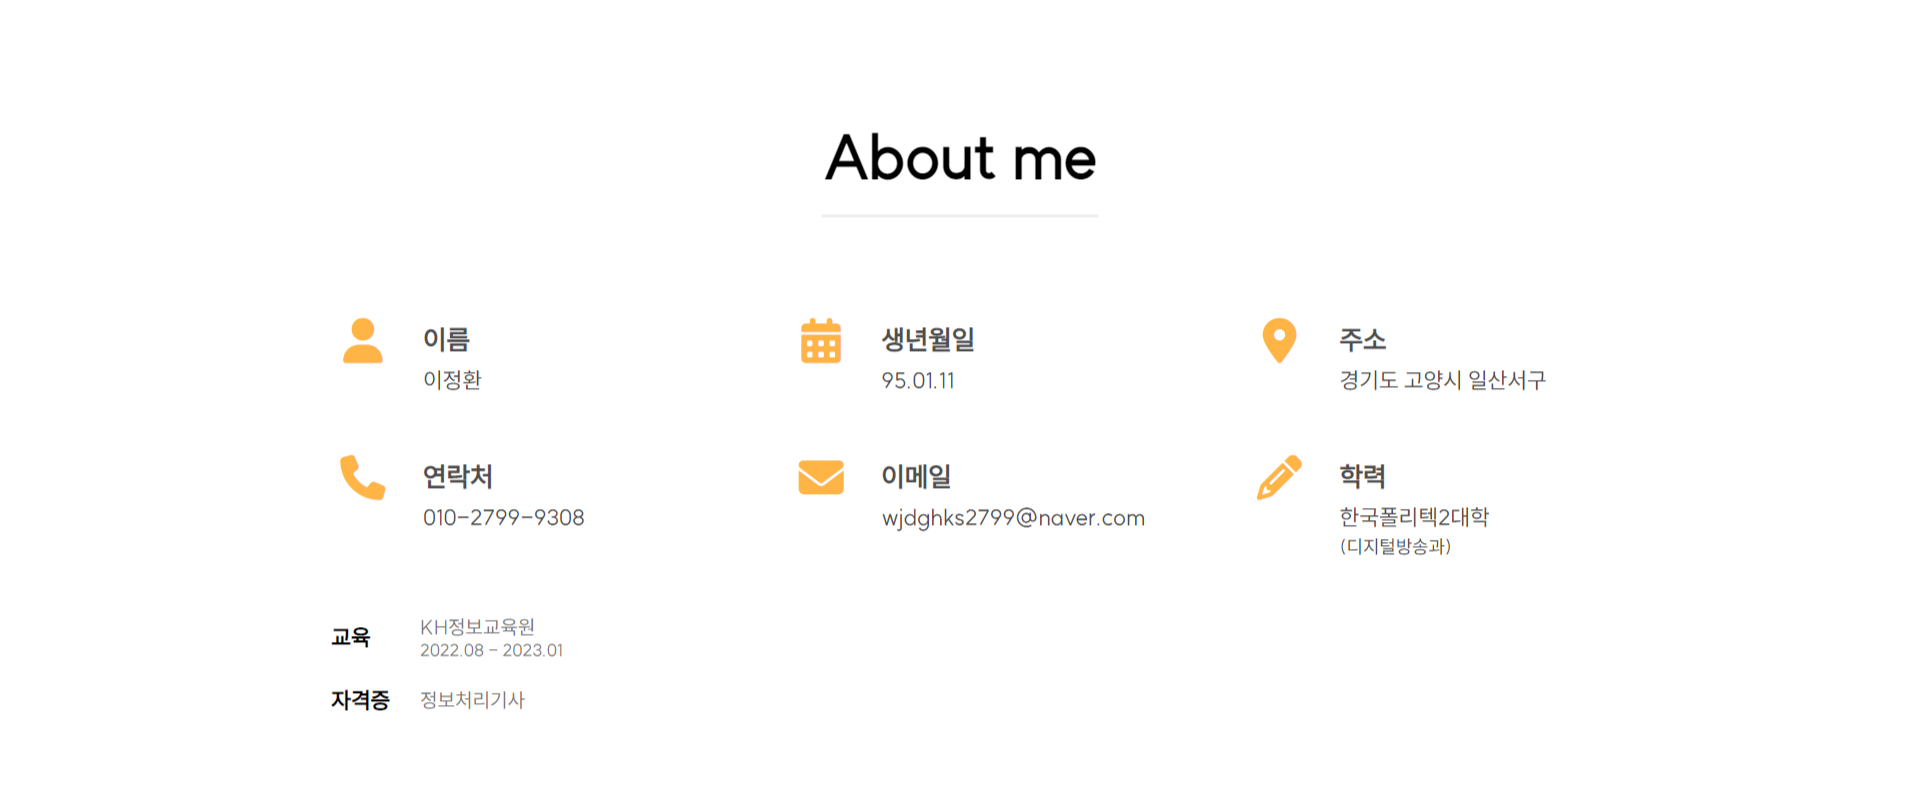 About me
이름
이정환
생년월일
95.01.11
주소
경기도 고양시 일산서구
연락처
010-2799-9308
이메일
wjdghks2799@naver.com
학력
한국폴리텍2대학
(디지털방송과)
교육
KH정보교육원
2022.08 - 2023.01
자격증
정보처리기사